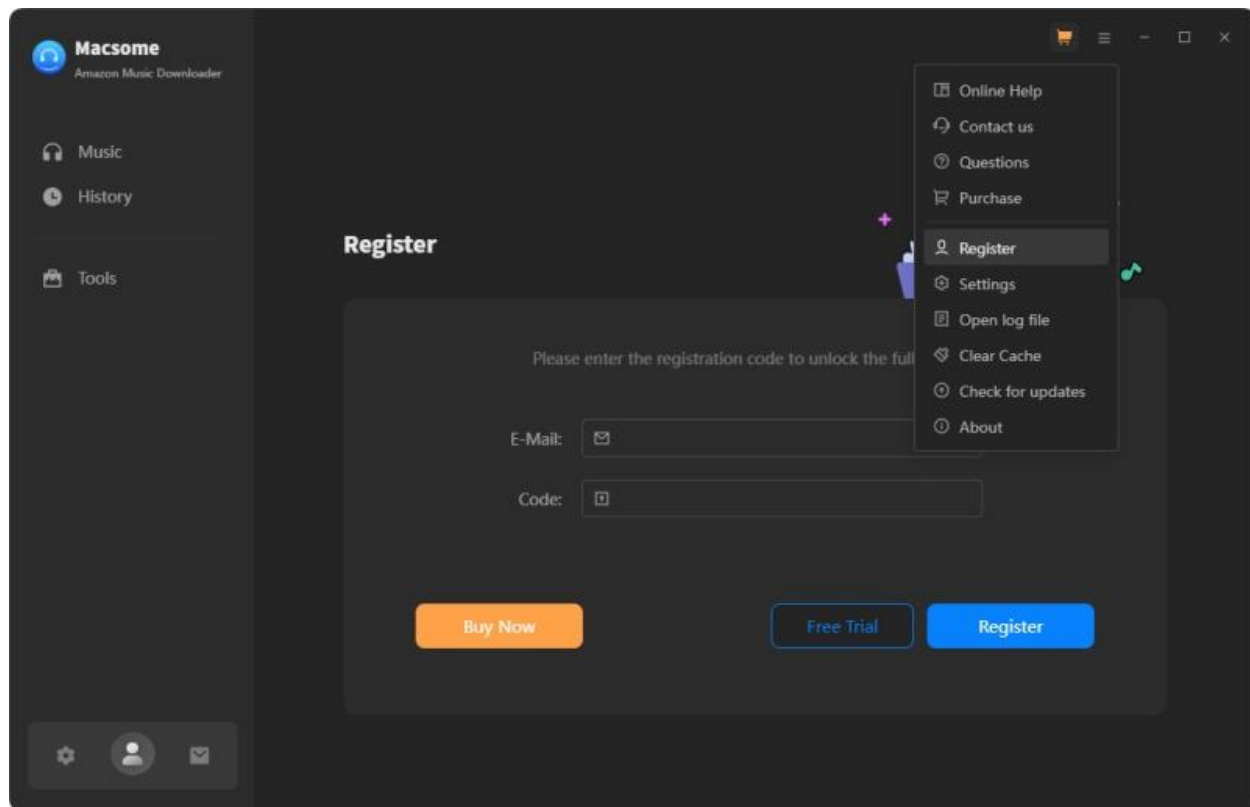 Macsome
Amazon Music Downloader
Music
History
Tools
Online Help
Contact us
Questions
Purchase
Register
Settings
Open log file
Clear Cache
Check for updates
About
Register
Please enter the registration code to unlock the full
E-Mail:
Code:
Buy Now
Free Trial
Register